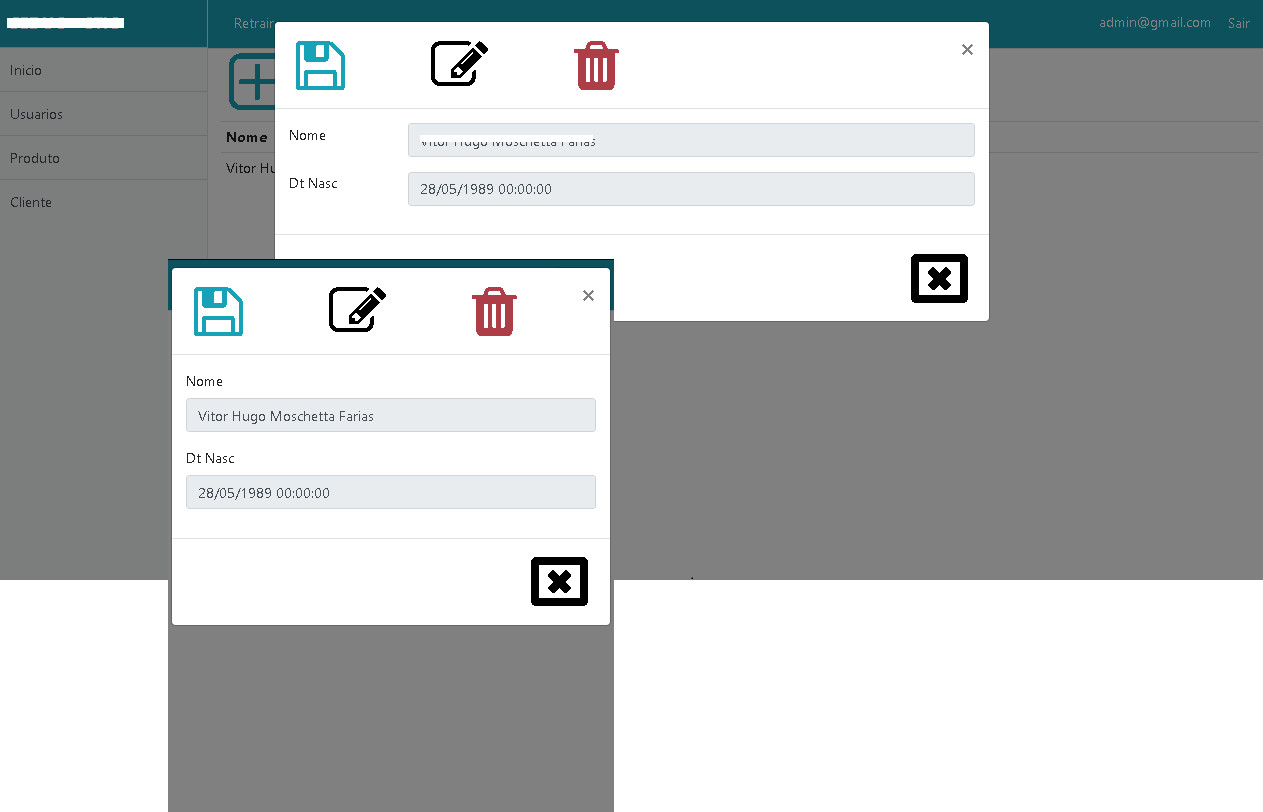 Retrair
admin@gmail.com
Sair
Inicio
Usuarios
Produto
Cliente
Nome
Vitor Hu
×
Nome
Vitor Hugo Moschetta Farias
Dt Nasc
28/05/1989 00:00:00
×
Nome
Vitor Hugo Moschetta Farias
Dt Nasc
28/05/1989 00:00:00